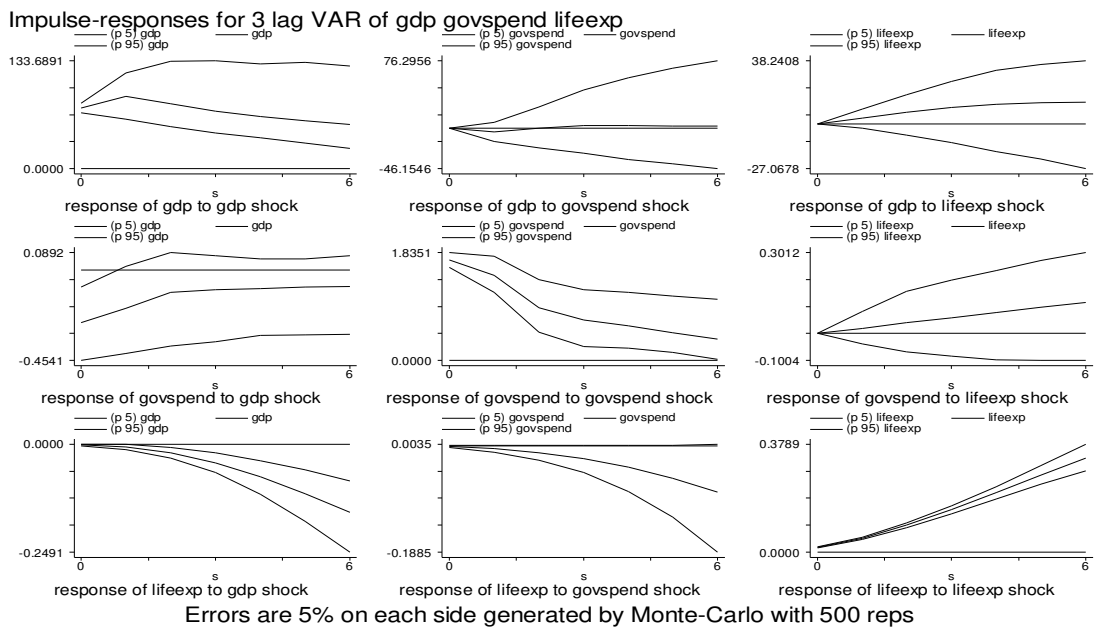 Impulse-responses for 3 lag VAR of gdp govspend lifeexp
(p 5) gdp gdp
(p 95) gdp
133.6891
0.0000
0 6
s
response of gdp to gdp shock
(p 5) govspend govspend
(p 95) govspend
76.2956
-46.1546
0 6
s
response of gdp to govspend shock
(p 5) lifeexp lifeexp
(p 95) lifeexp
38.2408
-27.0678
0 6
s
response of gdp to lifeexp shock
(p 5) gdp gdp
(p 95) gdp
0.0892
-0.4541
0 6
s
response of govspend to gdp shock
(p 5) govspend govspend
(p 95) govspend
1.8351
0.0000
0 6
s
response of govspend to govspend shock
(p 5) lifeexp lifeexp
(p 95) lifeexp
0.3012
-0.1004
0 6
s
response of govspend to lifeexp shock
(p 5) gdp gdp
(p 95) gdp
0.0000
-0.2491
0 6
s
response of lifeexp to gdp shock
(p 5) govspend govspend
(p 95) govspend
0.0035
-0.1885
0 6
s
response of lifeexp to govspend shock
(p 5) lifeexp lifeexp
(p 95) lifeexp
0.3789
0.0000
0 6
s
response of lifeexp to lifeexp shock
Errors are 5% on each side generated by Monte-Carlo with 500 reps